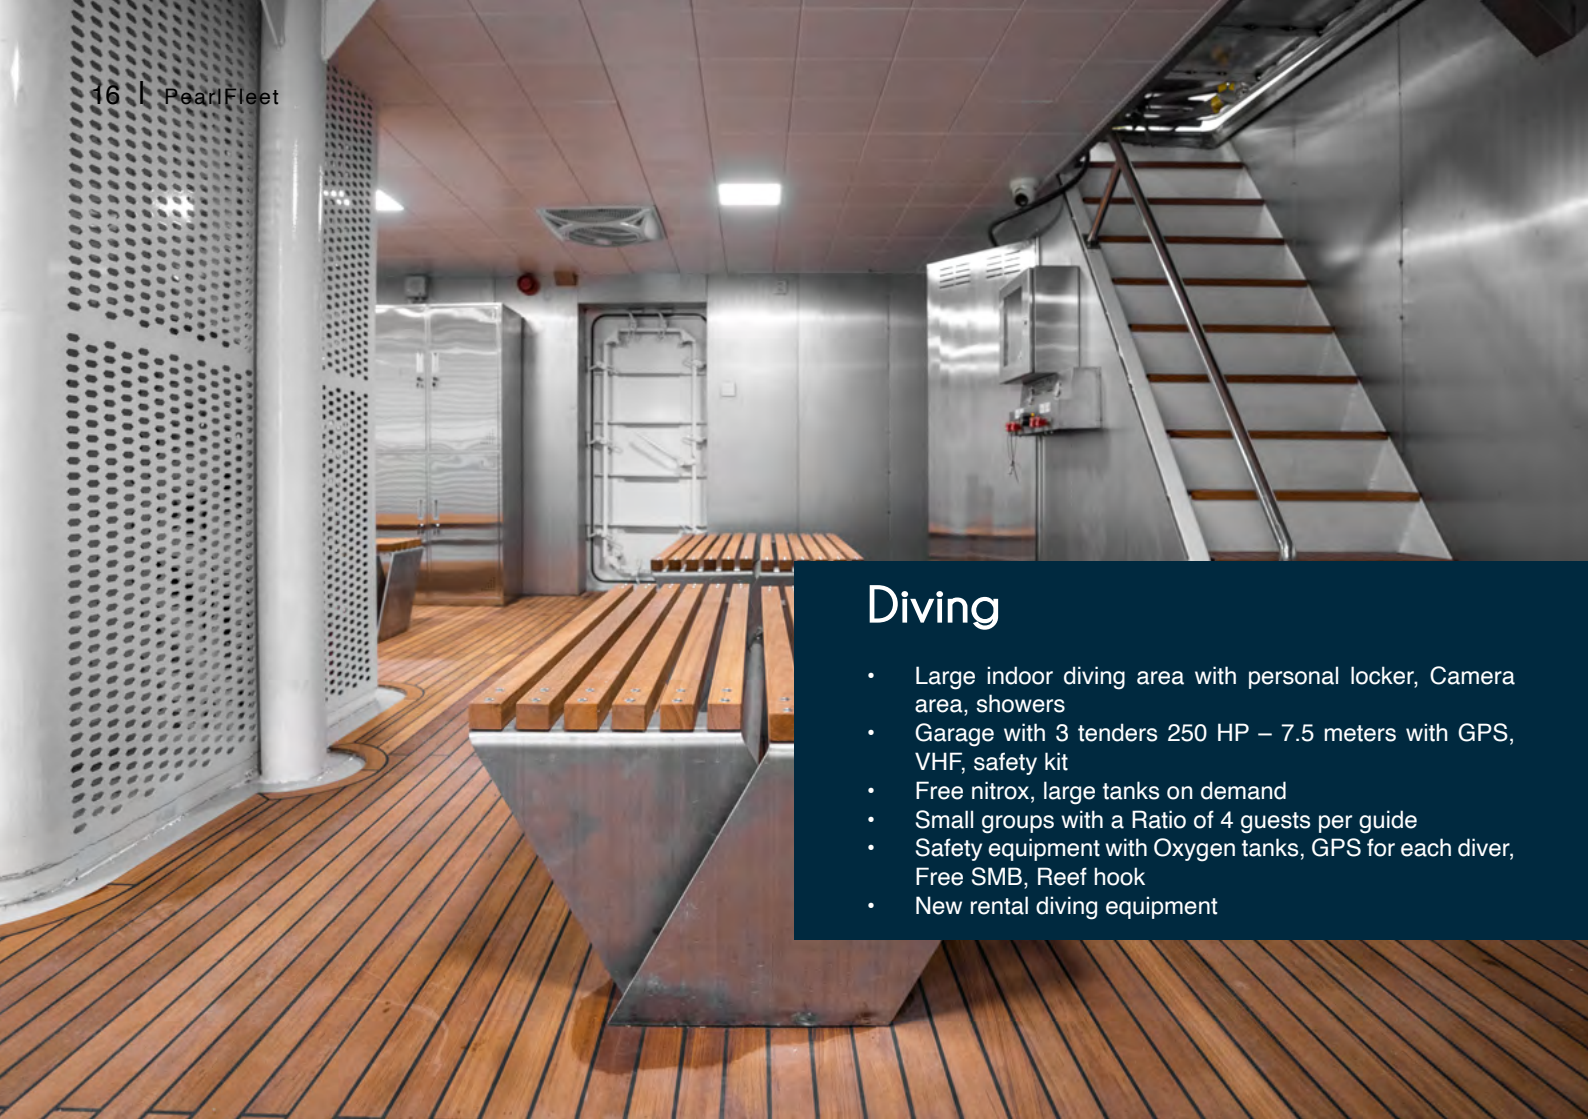 16 | PearlFleet
Diving
• Large indoor diving area with personal locker, Camera
area, showers
• Garage with 3 tenders 250 HP – 7.5 meters with GPS,
VHF, safety kit
• Free nitrox, large tanks on demand
• Small groups with a Ratio of 4 guests per guide
• Safety equipment with Oxygen tanks, GPS for each diver,
Free SMB, Reef hook
• New rental diving equipment